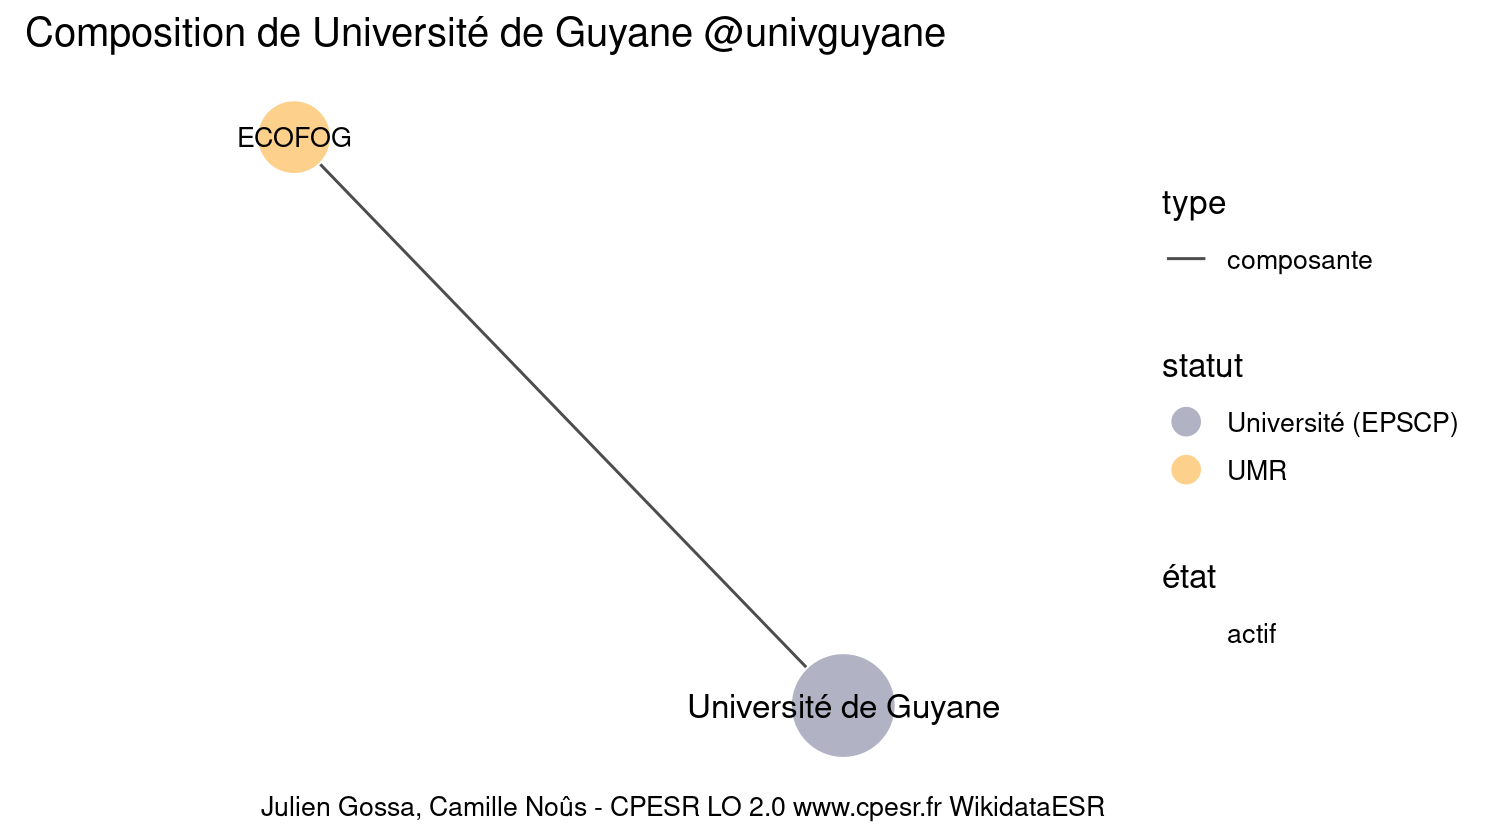 Composition de Université de Guyane @univguyane
ECOFOG
type
composante
statut
Université (EPSCP)
UMR
état
actif
Université de Guyane
Julien Gossa, Camille Noûs - CPESR LO 2.0 www.cpesr.fr WikidataESR